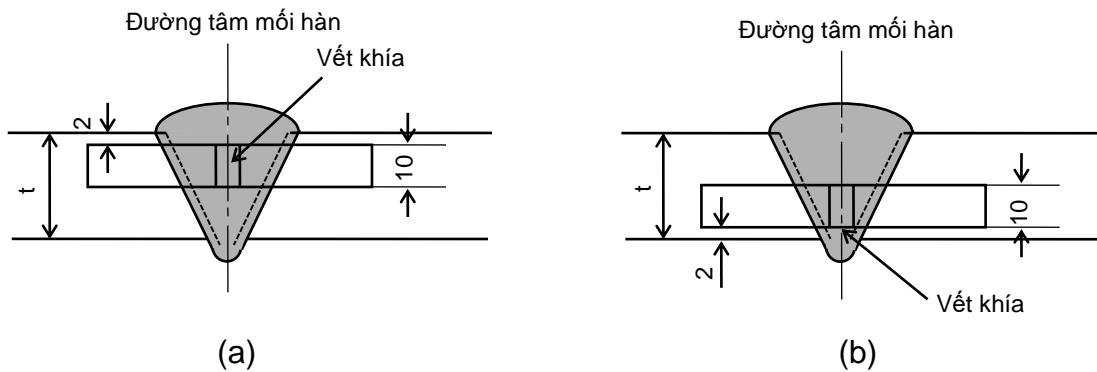 Đường tâm mối hàn
Vết khía
2
t
10
(a)
Đường tâm mối hàn
t
10
2
Vết khía
(b)